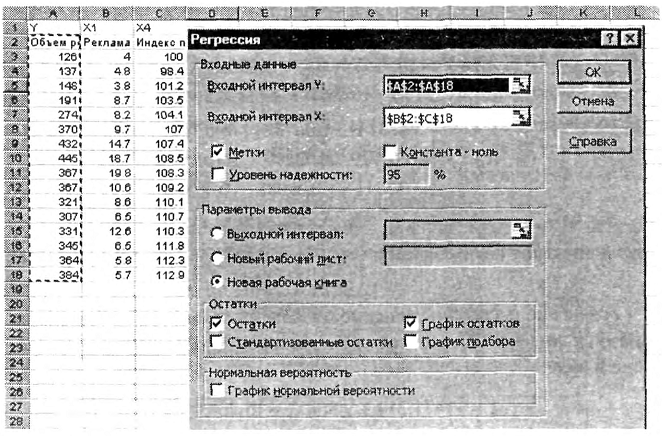 A B C D E F G H I J K L
1 Y X1 X4
2 Объем р Реклама Индекс п
3 126 4 100
4 137 4.8 98.4
5 148 3.8 101.2
6 191 8.7 103.5
7 274 8.2 104.1
8 370 9.7 107
9 432 14.7 107.4
10 445 18.7 108.5
11 367 19.8 108.3
12 367 10.6 109.2
13 321 8.6 110.1
14 307 6.5 110.7
15 331 12.6 110.3
16 345 6.5 111.8
17 364 5.8 112.3
18 384 5.7 112.9
19
20
21
22
23
24
25
26
27
28
Регрессия
Входные данные
Входной интервал Y: $A$2:$A$18
Входной интервал X: $B$2:$C$18
Метки Константа - ноль
Уровень надежности: 95 %
Параметры вывода
Выходной интервал:
Новый рабочий лист:
Новая рабочая книга
Остатки
Остатки График остатков
Стандартизованные остатки График подбора
Нормальная вероятность
График нормальной вероятности
OK
Отмена
Справка